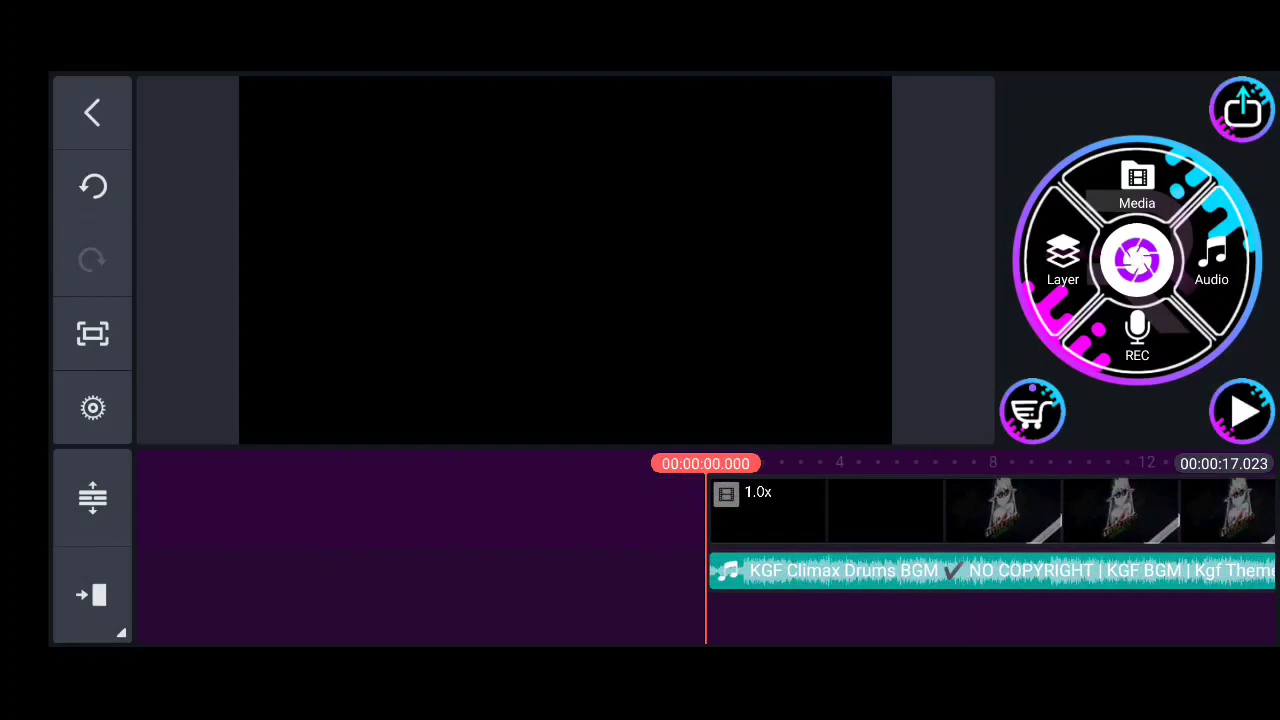 Media
Layer
Audio
REC
00:00:00.000
4
8
12
00:00:17.023
1.0x
KGF Climax Drums BGM ✔ NO COPYRIGHT | KGF BGM | Kgf Theme